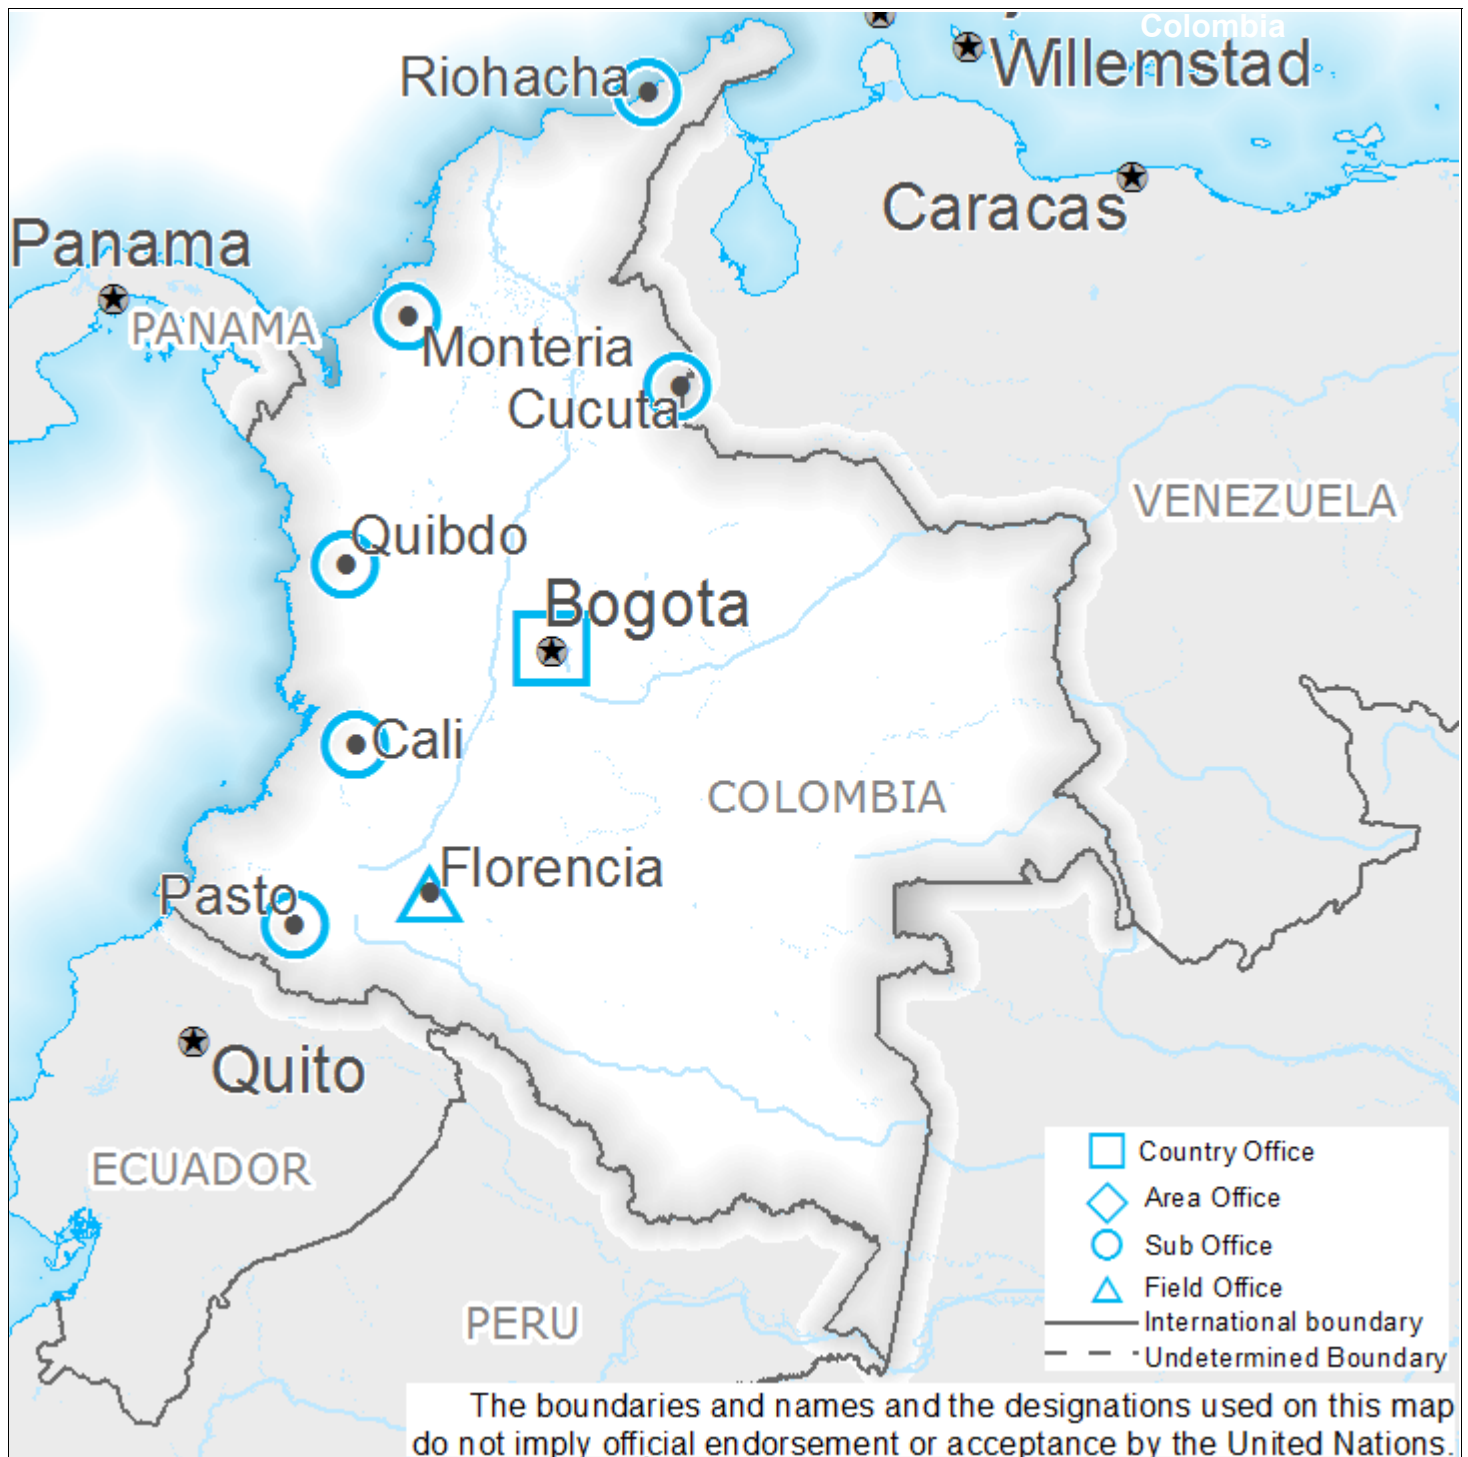 Colombia
Willemstad
Riohacha
Caracas
Panama
PANAMA
Monteria
Cucuta
VENEZUELA
Quibdo
Bogota
Cali
COLOMBIA
Florencia
Pasto
Quito
ECUADOR
PERU
Country Office
Area Office
Sub Office
Field Office
International boundary
Undetermined Boundary
The boundaries and names and the designations used on this map
do not imply official endorsement or acceptance by the United Nations.